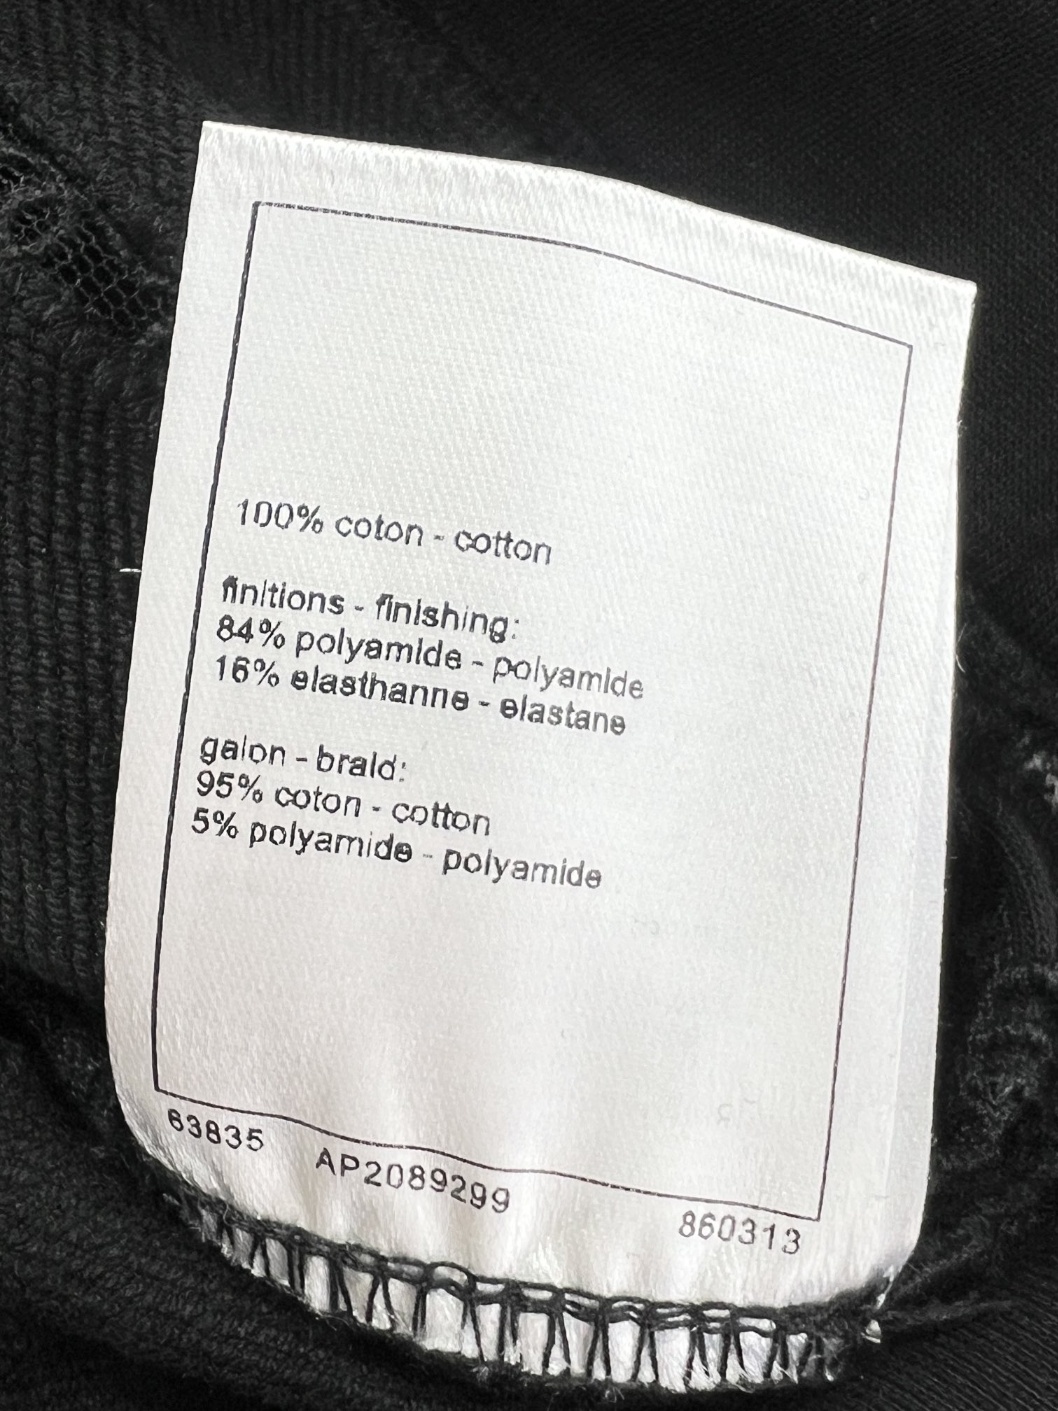 100% coton - cotton
finitions - finishing:
84% polyamide - polyamide
16% elasthanne - elastane
galon - braid:
95% coton - cotton
5% polyamide - polyamide
63835 AP2089299 860313